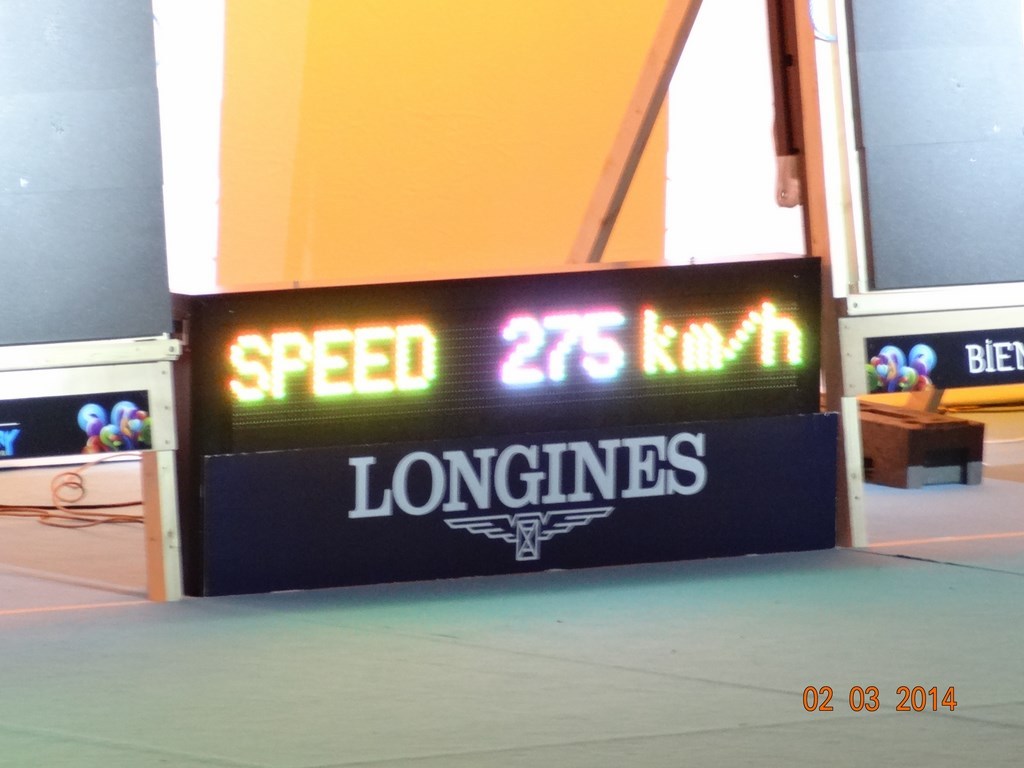 SPEED 275 km/h
LONGINES
BIEN
02 03 2014